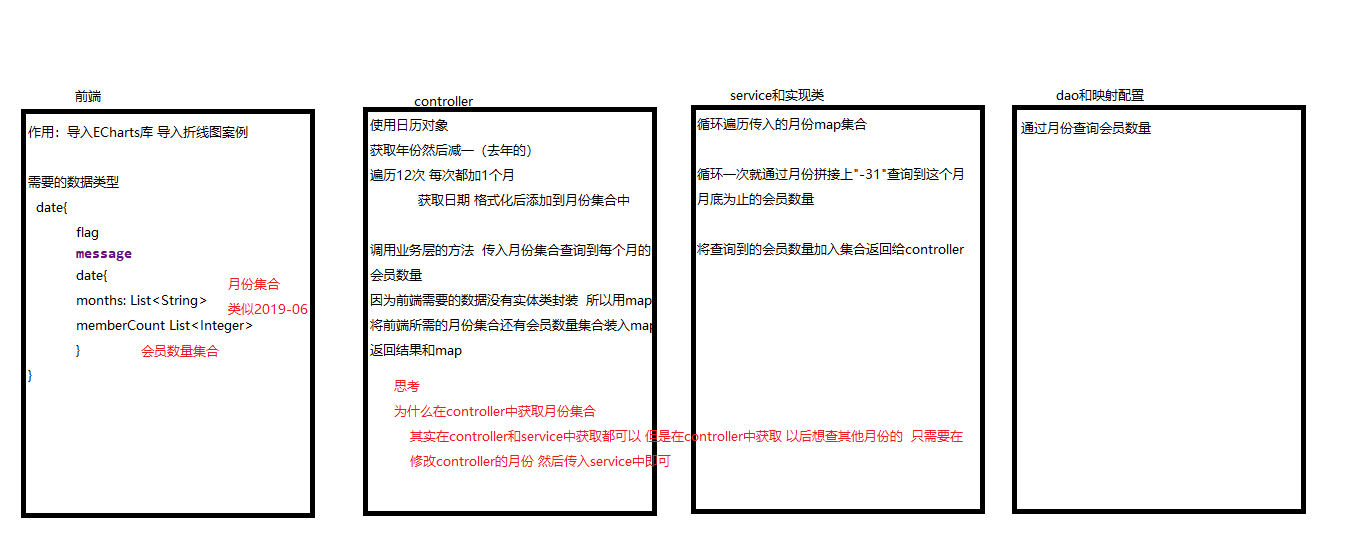 前端
作用：导入ECharts库 导入折线图案例
需要的数据类型
date{
flag
message
date{
月份集合
months: List<String>
类似2019-06
memberCount List<Integer>
}
会员数量集合
}
controller
使用日历对象
获取年份然后减一（去年的）
遍历12次 每次都加1个月
获取日期 格式化后添加到月份集合中
调用业务层的方法 传入月份集合查询到每个月的
会员数量
因为前端需要的数据没有实体类封装 所以用map
将前端所需的月份集合还有会员数量集合装入map
返回结果和map
思考
为什么在controller中获取月份集合
其实在controller和service中获取都可以 但是在controller中获取 以后想查其他月份的 只需要在
修改controller的月份 然后传入service中即可
service和实现类
循环遍历传入的月份map集合
循环一次就通过月份拼接上"-31"查询到这个月
月底为止的会员数量
将查询到的会员数量加入集合返回给controller
dao和映射配置
通过月份查询会员数量